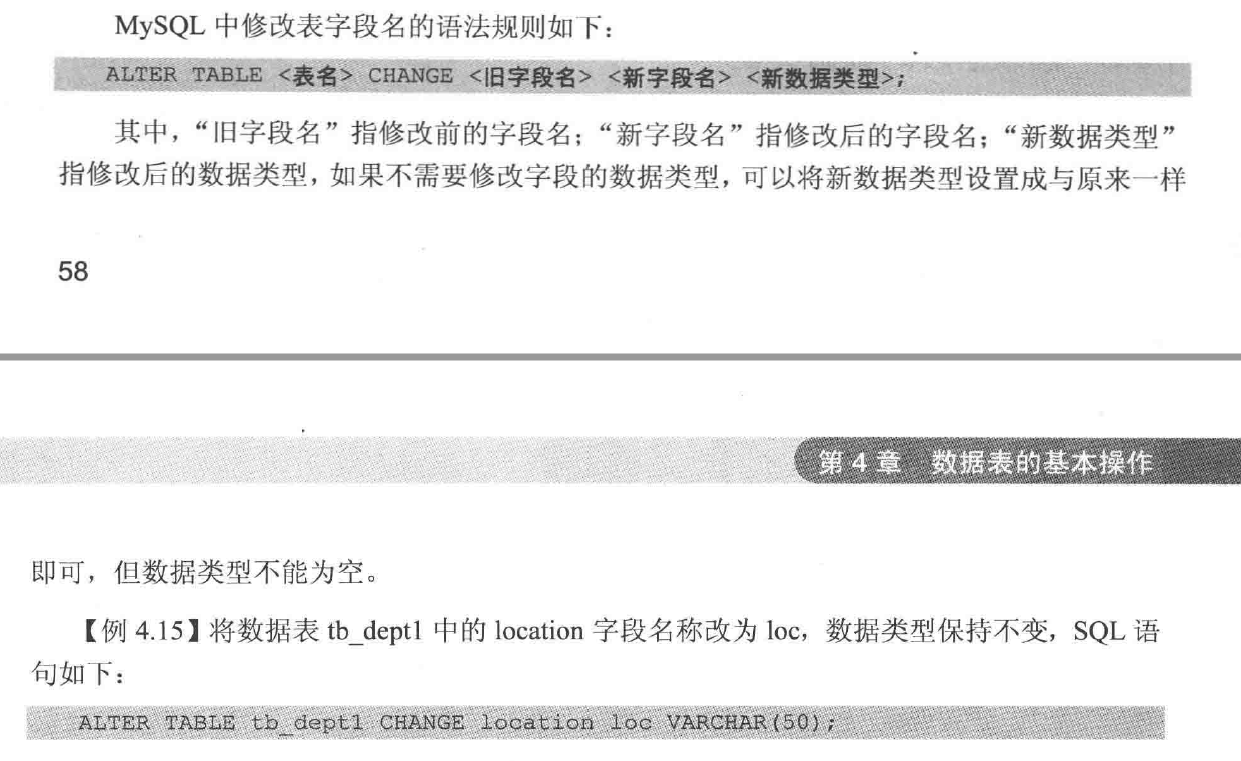 MySQL 中修改表字段名的语法规则如下：
ALTER TABLE <表名> CHANGE <旧字段名> <新字段名> <新数据类型>;
其中，“旧字段名”指修改前的字段名；“新字段名”指修改后的字段名；“新数据类型”
指修改后的数据类型，如果不需要修改字段的数据类型，可以将新数据类型设置成与原来一样
58
第 4 章 数据表的基本操作
即可，但数据类型不能为空。
【例 4.15】将数据表 tb_dept1 中的 location 字段名称改为 loc，数据类型保持不变，SQL 语
句如下：
ALTER TABLE tb_dept1 CHANGE location loc VARCHAR(50);